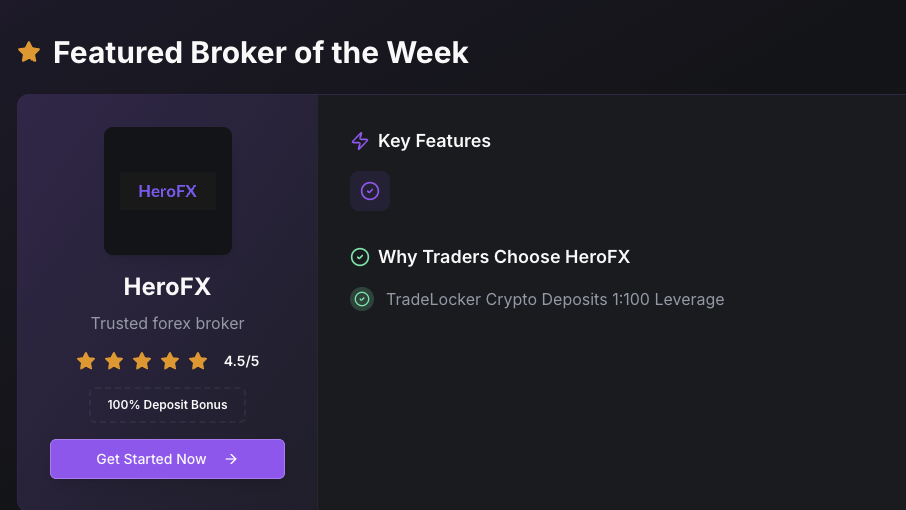 Featured Broker of the Week
HeroFX
HeroFX
Trusted forex broker
4.5/5
100% Deposit Bonus
Get Started Now
Key Features
Why Traders Choose HeroFX
TradeLocker Crypto Deposits 1:100 Leverage